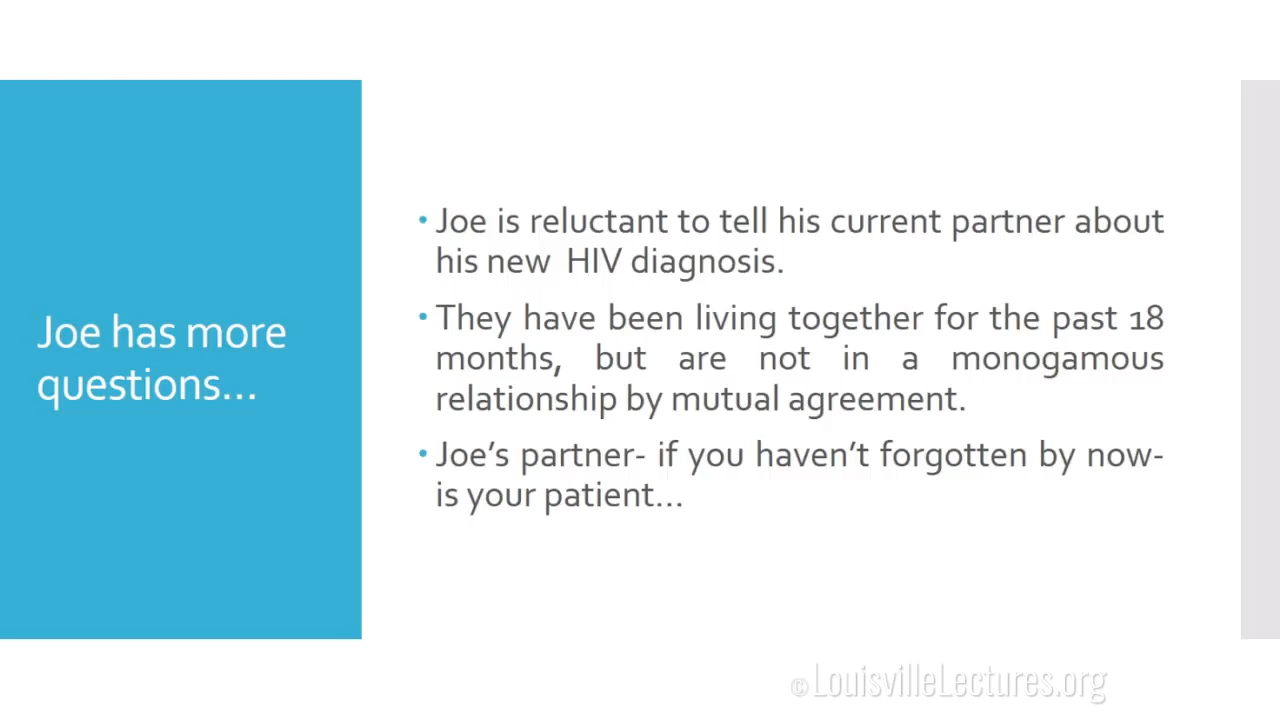 Joe has more
questions...
• Joe is reluctant to tell his current partner about
his new HIV diagnosis.
• They have been living together for the past 18
months, but are not in a monogamous
relationship by mutual agreement.
• Joe's partner- if you haven't forgotten by now-
is your patient...
©LouisvilleLectures.org